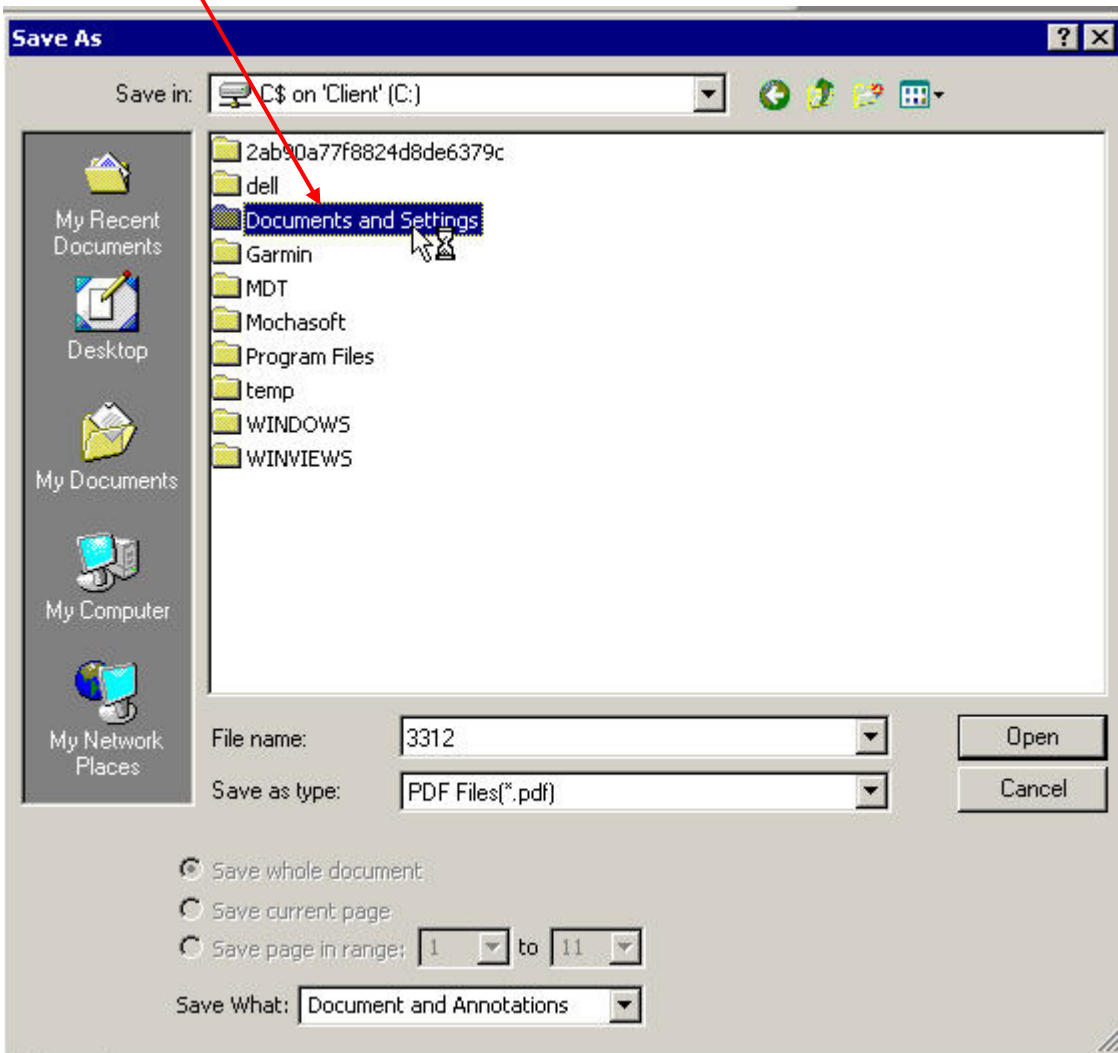 Save As
Save in: C$ on 'Client' (C:)
2ab90a77f8824d8de6379c
dell
Documents and Settings
Garmin
MDT
Mochasoft
Program Files
temp
WINDOWS
WINVIEWS
My Recent
Documents
Desktop
My Documents
My Computer
My Network
Places
File name: 3312 Open
Save as type: PDF Files(*.pdf) Cancel
Save whole document
Save current page
Save page in range: 1 to 11
Save What: Document and Annotations